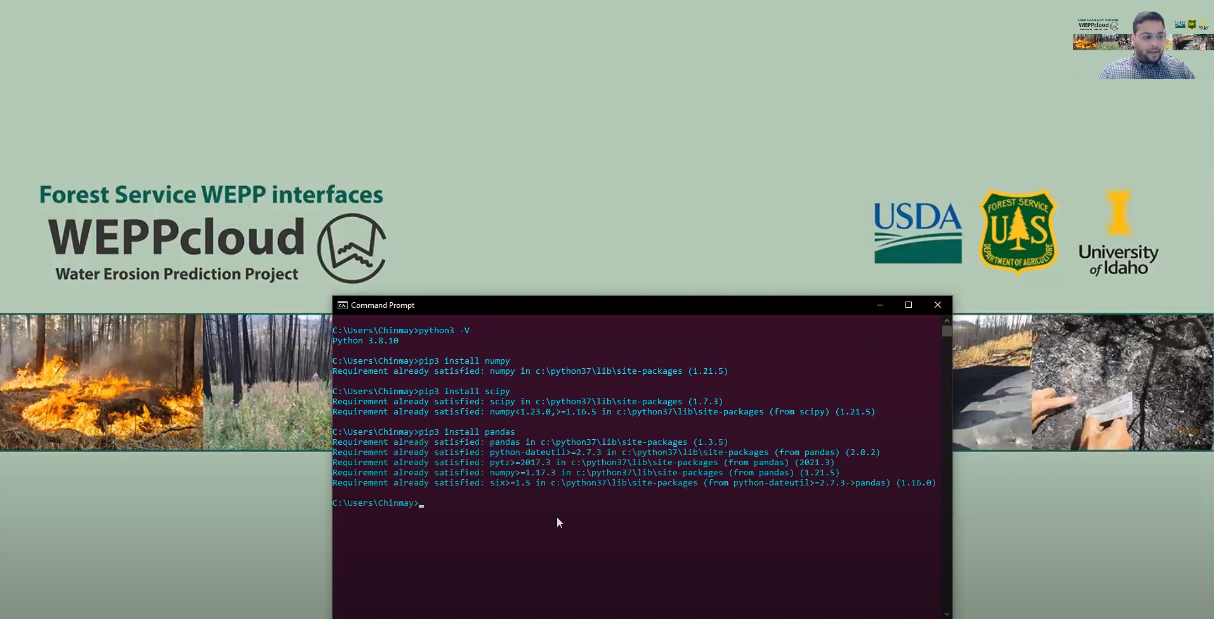 WEPPcloud
Forest Service WEPP interfaces
WEPPcloud
Water Erosion Prediction Project
USDA
FOREST SERVICE
U S
DEPARTMENT OF AGRICULTURE
University
of Idaho
Command Prompt
C:\Users\Chinmay>python3 -V
Python 3.8.10
C:\Users\Chinmay>pip3 install numpy
Requirement already satisfied: numpy in c:\python37\lib\site-packages (1.21.5)
C:\Users\Chinmay>pip3 install scipy
Requirement already satisfied: scipy in c:\python37\lib\site-packages (1.7.3)
Requirement already satisfied: numpy<1.23.0,>=1.16.5 in c:\python37\lib\site-packages (from scipy) (1.21.5)
C:\Users\Chinmay>pip3 install pandas
Requirement already satisfied: pandas in c:\python37\lib\site-packages (1.3.5)
Requirement already satisfied: python-dateutil>=2.7.3 in c:\python37\lib\site-packages (from pandas) (2.8.2)
Requirement already satisfied: pytz>=2017.3 in c:\python37\lib\site-packages (from pandas) (2021.3)
Requirement already satisfied: numpy>=1.17.3 in c:\python37\lib\site-packages (from pandas) (1.21.5)
Requirement already satisfied: six>=1.5 in c:\python37\lib\site-packages (from python-dateutil>=2.7.3->pandas) (1.16.0)
C:\Users\Chinmay>